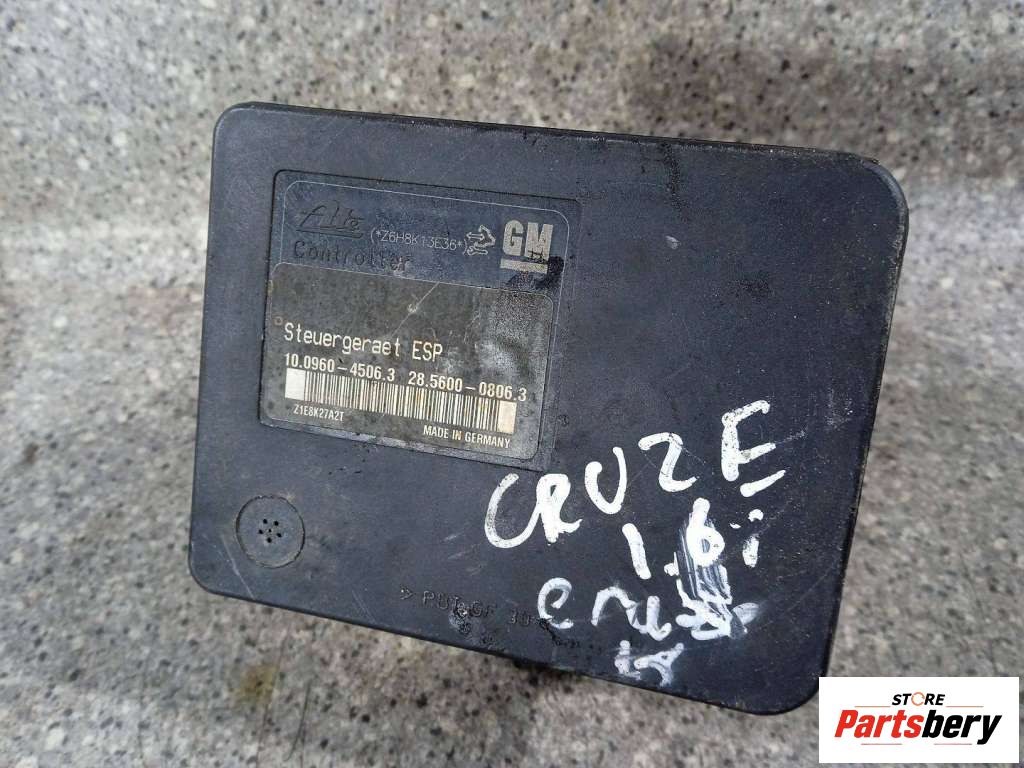 Ate
(*Z6H8K13E36*)
GM
Controller
Steuergeraet ESP
10.0960-4506.3 28.5600-0806.3
Z1E8K27A2T
MADE IN GERMANY
CRUZE
1.6i
STORE
Partsbery